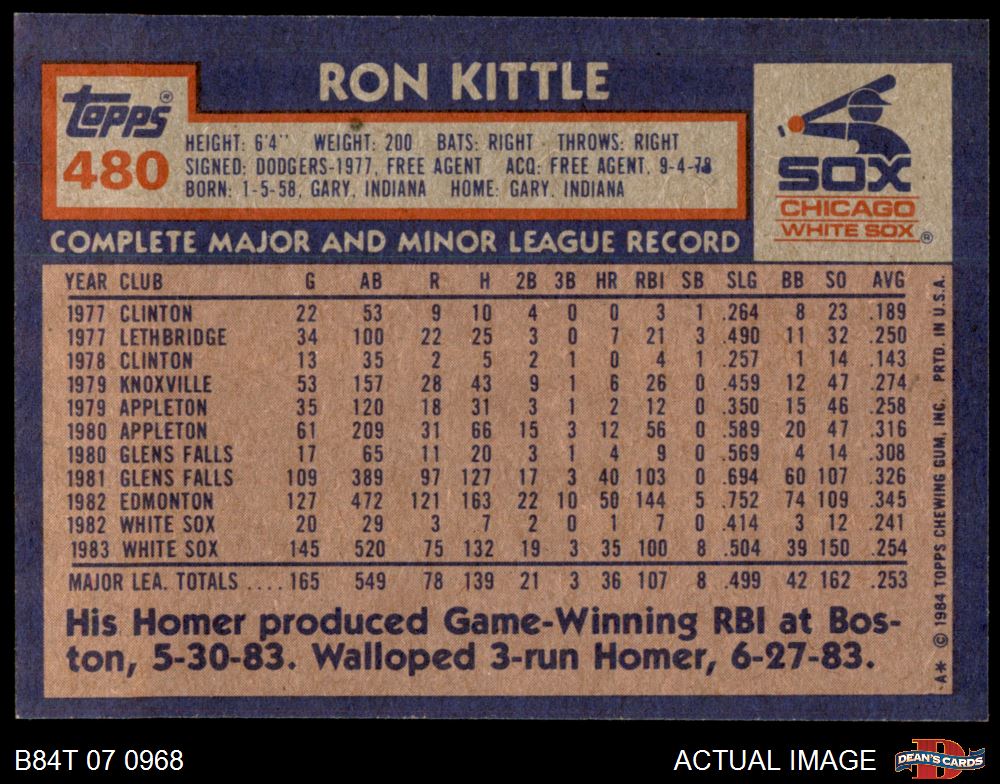 RON KITTLE
Topps®
480
HEIGHT: 6'4" WEIGHT: 200 BATS: RIGHT THROWS: RIGHT
SIGNED: DODGERS-1977, FREE AGENT ACQ: FREE AGENT, 9-4-78
BORN: 1-5-58, GARY, INDIANA HOME: GARY, INDIANA
SOX
CHICAGO
WHITE SOX®
COMPLETE MAJOR AND MINOR LEAGUE RECORD
YEAR CLUB G AB R H 2B 3B HR RBI SB SLG BB SO AVG
1977 CLINTON 22 53 9 10 4 0 0 3 1 .264 8 23 .189
1977 LETHBRIDGE 34 100 22 25 3 0 7 21 3 .490 11 32 .250
1978 CLINTON 13 35 2 5 2 1 0 4 1 .257 1 14 .143
1979 KNOXVILLE 53 157 28 43 9 1 6 26 0 .459 12 47 .274
1979 APPLETON 35 120 18 31 3 1 2 12 0 .350 15 46 .258
1980 APPLETON 61 209 31 66 15 3 12 56 0 .589 20 47 .316
1980 GLENS FALLS 17 65 11 20 3 1 4 9 0 .569 4 14 .308
1981 GLENS FALLS 109 389 97 127 17 3 40 103 0 .694 60 107 .326
1982 EDMONTON 127 472 121 163 22 10 50 144 5 .752 74 109 .345
1982 WHITE SOX 20 29 3 7 2 0 1 7 0 .414 3 12 .241
1983 WHITE SOX 145 520 75 132 19 3 35 100 8 .504 39 150 .254
MAJOR LEA. TOTALS .... 165 549 78 139 21 3 36 107 8 .499 42 162 .253
His Homer produced Game-Winning RBI at Bos-
ton, 5-30-83. Walloped 3-run Homer, 6-27-83.
A* © 1984 TOPPS CHEWING GUM, INC. PRTD. IN U.S.A.
B84T 07 0968
ACTUAL IMAGE
D
DEAN'S CARDS